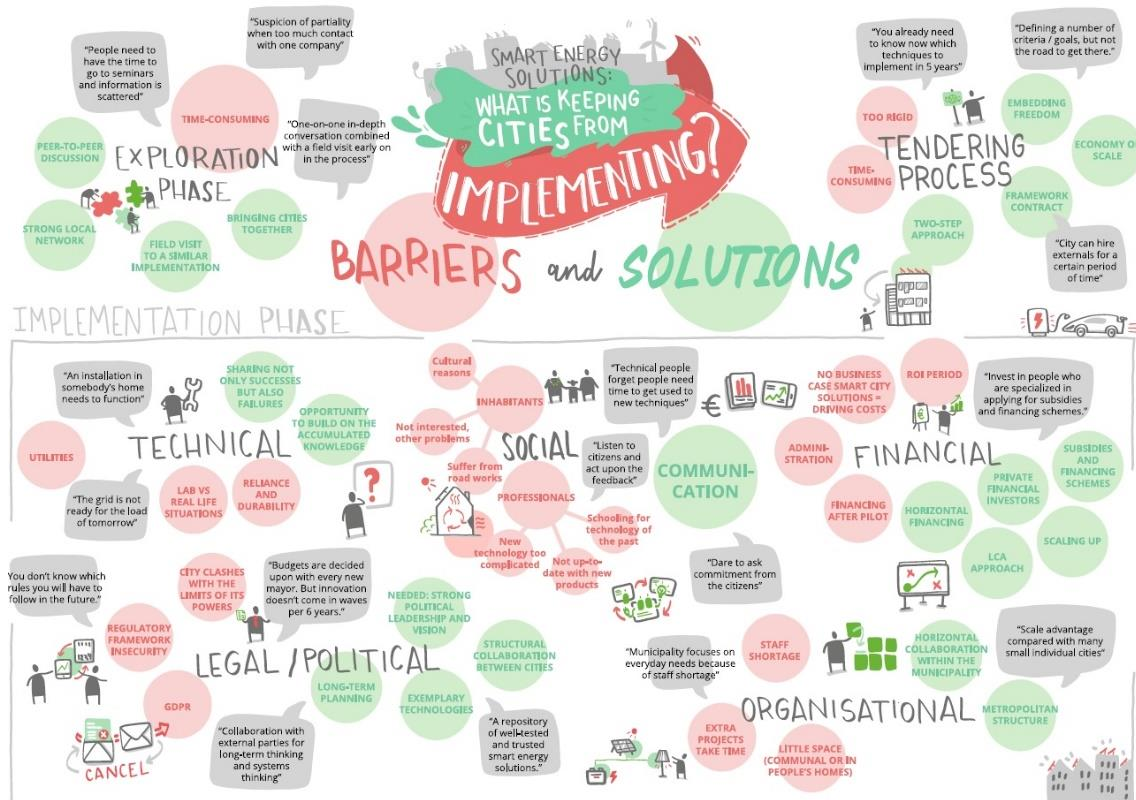 SMART ENERGY
SOLUTIONS:
WHAT IS KEEPING
CITIES FROM
IMPLEMENTING?
BARRIERS and SOLUTIONS
"People need to
have the time to
go to seminars
and information is
scattered"
"Suspicion of partiality
when too much contact
with one company"
TIME-CONSUMING
"One-on-one in-depth
conversation combined
with a field visit early on
in the process"
PEER-TO-PEER
DISCUSSION
EXPLORATION
PHASE
STRONG LOCAL
NETWORK
FIELD VISIT
TO A SIMILAR
IMPLEMENTATION
BRINGING CITIES
TOGETHER
"You already need
to know now which
techniques to
implement in 5 years"
"Defining a number of
criteria / goals, but not
the road to get there."
TOO RIGID
EMBEDDING
FREEDOM
TENDERING
PROCESS
ECONOMY OF
SCALE
TIME-
CONSUMING
FRAMEWORK
CONTRACT
TWO-STEP
APPROACH
"City can hire
externals for a
certain period
of time"
IMPLEMENTATION PHASE
"An installation in
somebody's home
needs to function"
SHARING NOT
ONLY SUCCESSES
BUT ALSO
FAILURES
OPPORTUNITY
TO BUILD ON THE
ACCUMULATED
KNOWLEDGE
TECHNICAL
UTILITIES
"The grid is not
ready for the load
of tomorrow"
LAB VS
REAL LIFE
SITUATIONS
RELIANCE
AND
DURABILITY
?
Cultural
reasons
INHABITANTS
Not interested,
other problems
Suffer from
road works
SOCIAL
"Technical people
forget people need
time to get used to
new techniques"
"Listen to
citizens and
act upon the
feedback"
COMMUNI-
CATION
PROFESSIONALS
Schooling for
technology of
the past
New
technology too
complicated
Not up-to-
date with new
products
"Dare to ask
commitment from
the citizens"
€
NO BUSINESS
CASE SMART CITY
SOLUTIONS =
DRIVING COSTS
ROI PERIOD
€
"Invest in people who
are specialized in
applying for subsidies
and financing schemes."
ADMINI-
STRATION
FINANCIAL
SUBSIDIES
AND
FINANCING
SCHEMES
PRIVATE
FINANCIAL
INVESTORS
FINANCING
AFTER PILOT
HORIZONTAL
FINANCING
SCALING UP
LCA
APPROACH
You don't know which
rules you will have to
follow in the future."
CITY CLASHES
WITH THE
LIMITS OF ITS
POWERS
"Budgets are decided
upon with every new
mayor. But innovation
doesn't come in waves
per 6 years."
NEEDED: STRONG
POLITICAL
LEADERSHIP AND
VISION
REGULATORY
FRAMEWORK
INSECURITY
LEGAL / POLITICAL
STRUCTURAL
COLLABORATION
BETWEEN CITIES
LONG-TERM
PLANNING
EXEMPLARY
TECHNOLOGIES
GDPR
CANCEL
"Collaboration with
external parties for
long-term thinking
and systems
thinking"
"A repository
of well-tested
and trusted
smart energy
solutions."
"Municipality focuses on
everyday needs because
of staff shortage"
STAFF
SHORTAGE
HORIZONTAL
COLLABORATION
WITHIN THE
MUNICIPALITY
"Scale advantage
compared with many
small individual cities"
ORGANISATIONAL
METROPOLITAN
STRUCTURE
EXTRA
PROJECTS
TAKE TIME
LITTLE SPACE
(COMMUNAL OR IN
PEOPLE'S HOMES)